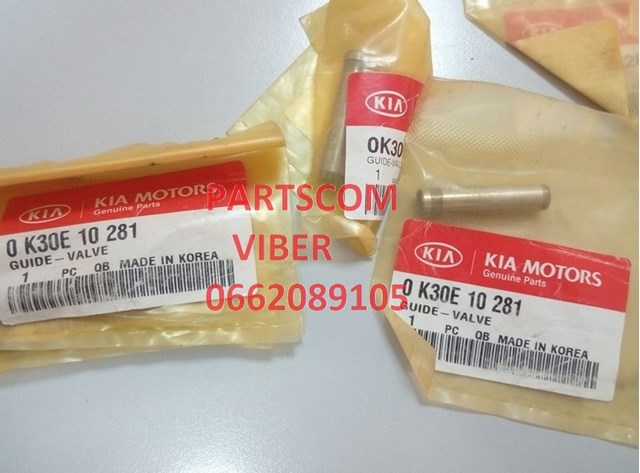 KIA
KIA MOTORS
Genuine Parts
0 K30E 10 281
GUIDE-VALVE
1 PC QB MADE IN KOREA
KIA
0K30
GUIDE-VAL
1
KIA
KIA MOTORS
Genuine Parts
0 K30E 10 281
GUIDE-VALVE
1 PC QB MADE IN KOREA
PARTSCOM
VIBER
0662089105